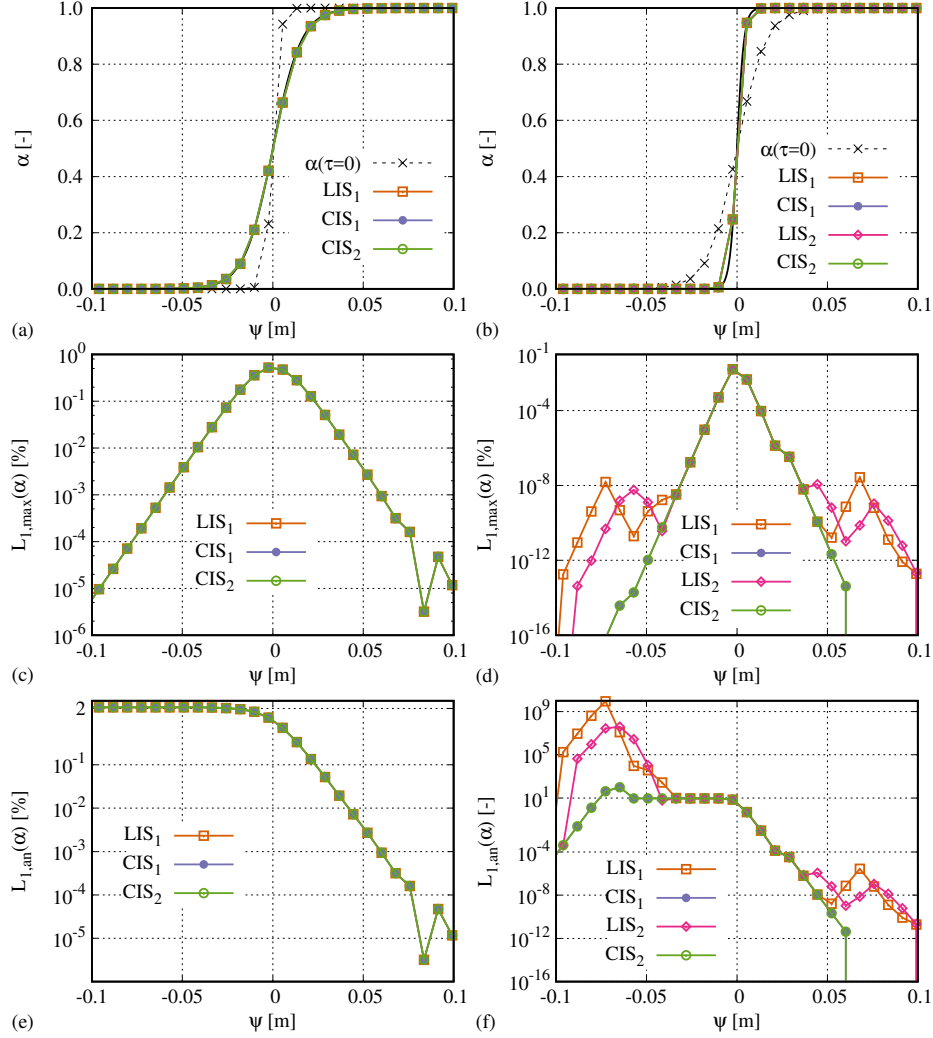 1.0
0.8
0.6
0.4
0.2
0.0
α [-]
α(τ=0)
LIS1
CIS1
CIS2
-0.1 -0.05 0 0.05 0.1
(a) ψ [m]
1.0
0.8
0.6
0.4
0.2
0.0
α [-]
α(τ=0)
LIS1
CIS1
LIS2
CIS2
-0.1 -0.05 0 0.05 0.1
(b) ψ [m]
10^0
10^-1
10^-2
10^-3
10^-4
10^-5
10^-6
L1,max(α) [%]
LIS1
CIS1
CIS2
-0.1 -0.05 0 0.05 0.1
(c) ψ [m]
10^-1
10^-4
10^-8
10^-12
10^-16
L1,max(α) [%]
LIS1
CIS1
LIS2
CIS2
-0.1 -0.05 0 0.05 0.1
(d) ψ [m]
2
10^-1
10^-2
10^-3
10^-4
10^-5
L1,an(α) [%]
LIS1
CIS1
CIS2
-0.1 -0.05 0 0.05 0.1
(e) ψ [m]
10^9
10^5
10^1
10^-4
10^-8
10^-12
10^-16
L1,an(α) [-]
LIS1
CIS1
LIS2
CIS2
-0.1 -0.05 0 0.05 0.1
(f) ψ [m]